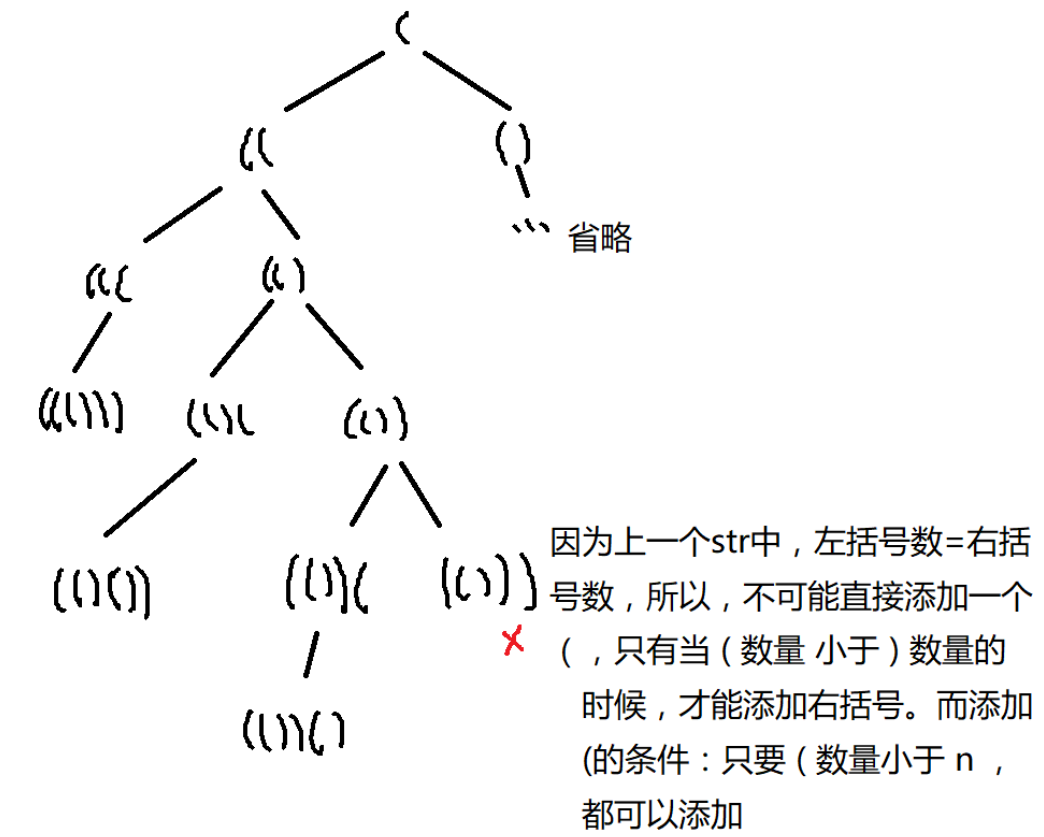 (
((
()
、、、 省略
(((
(()
((()))
(()(
(())
(()())
(())(
(()))
×
(())()
因为上一个str中，左括号数=右括
号数，所以，不可能直接添加一个
（，只有当 ( 数量 小于 ) 数量的
时候，才能添加右括号。而添加
(的条件：只要 ( 数量小于 n ，
都可以添加